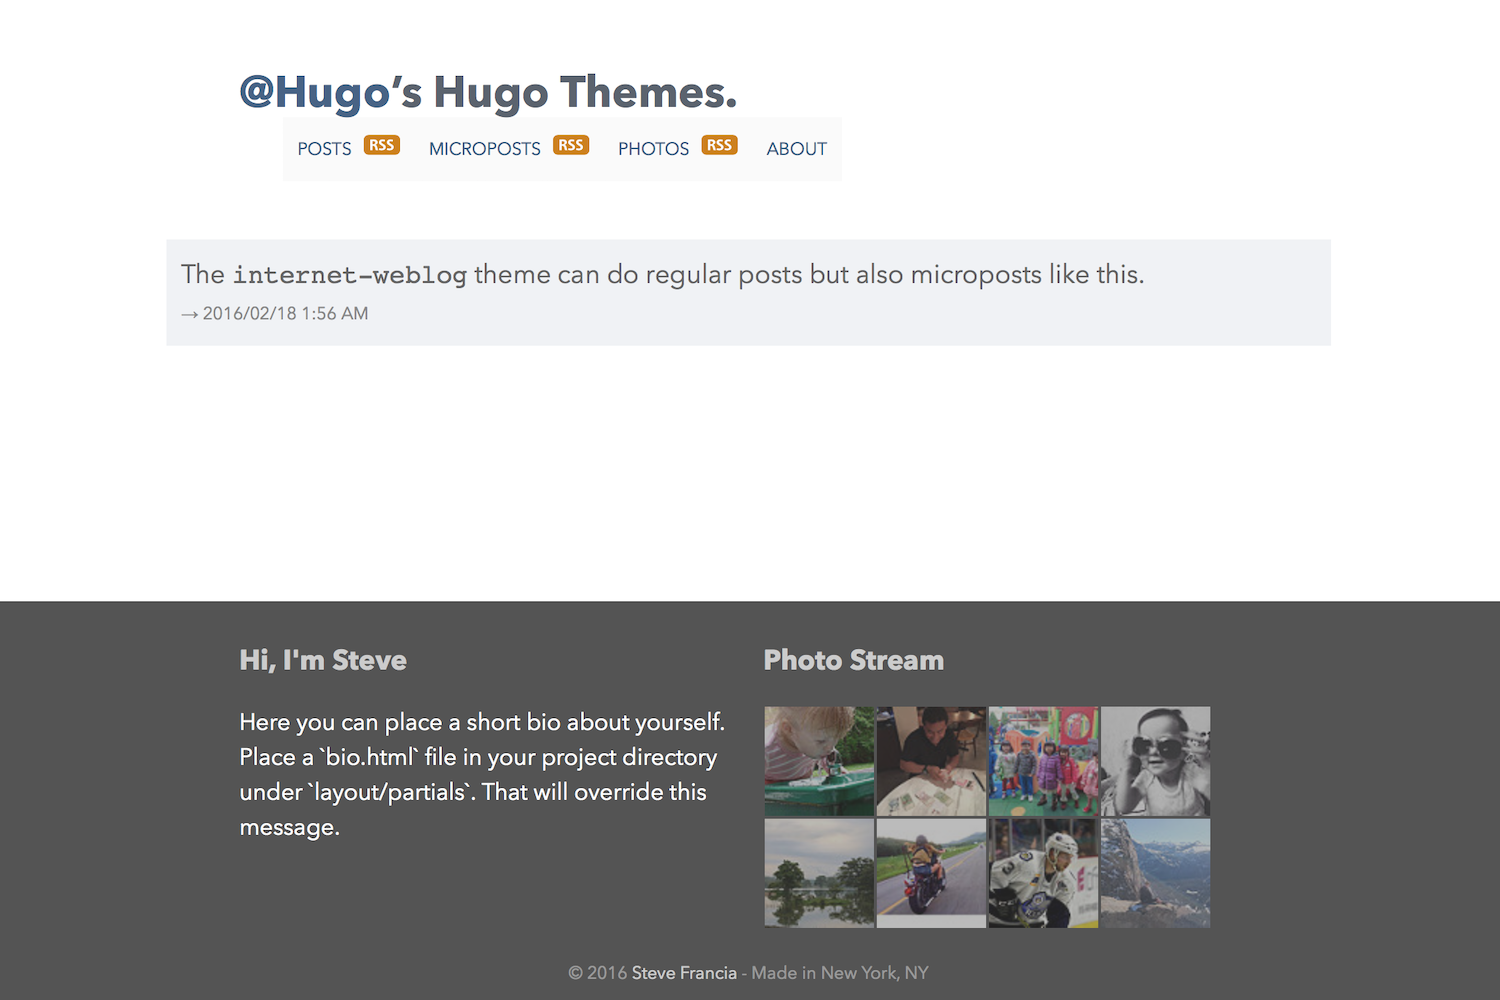 @Hugo’s Hugo Themes.
POSTS RSS MICROPOSTS RSS PHOTOS RSS ABOUT
The internet-weblog theme can do regular posts but also microposts like this.
→ 2016/02/18 1:56 AM
Hi, I'm Steve
Here you can place a short bio about yourself.
Place a `bio.html` file in your project directory
under `layout/partials`. That will override this
message.
Photo Stream
© 2016 Steve Francia - Made in New York, NY